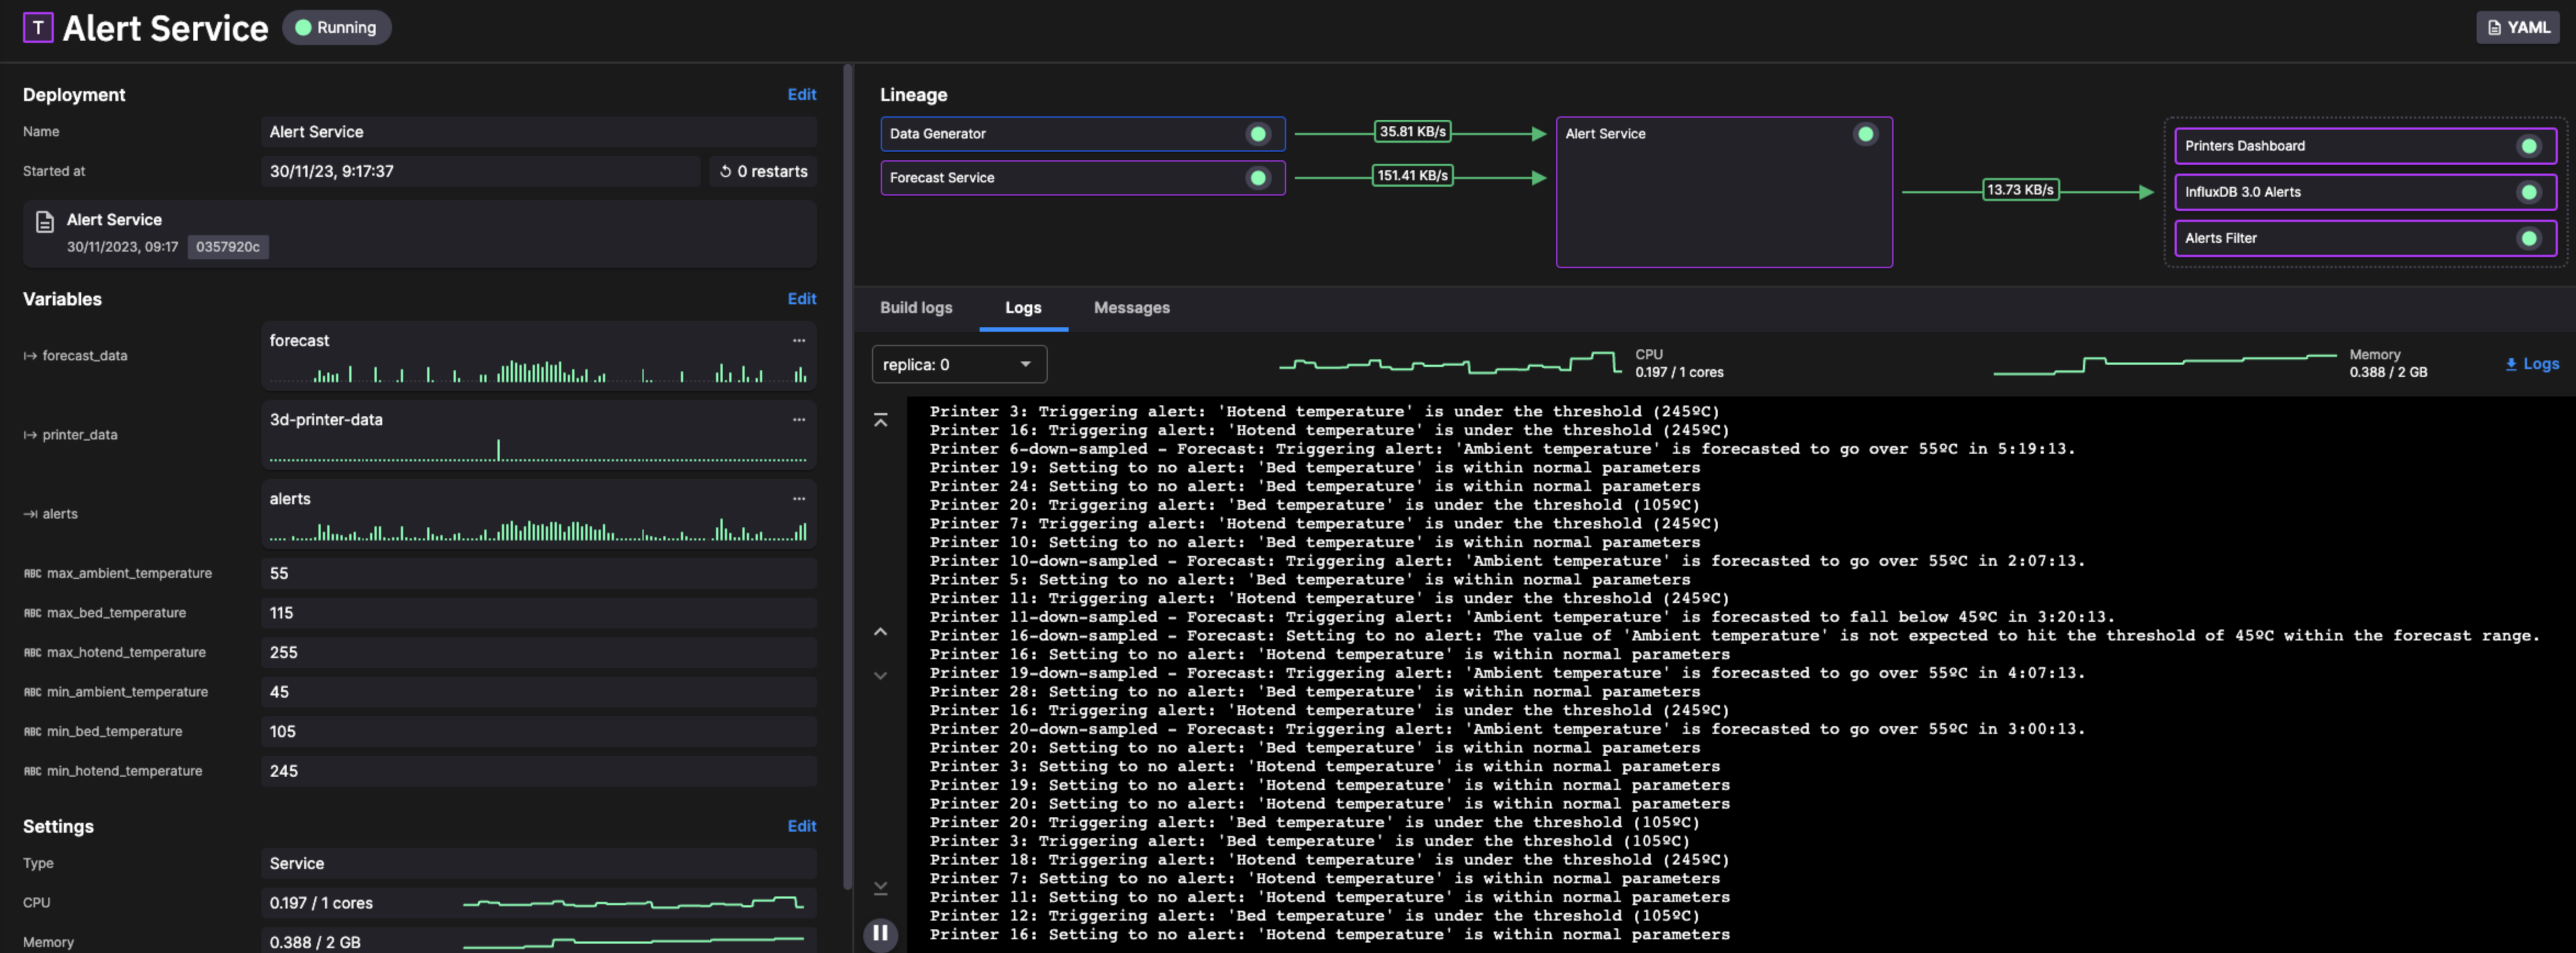 T Alert Service Running
YAML
Deployment Edit
Name Alert Service
Started at 30/11/23, 9:17:37 0 restarts
Alert Service
30/11/2023, 09:17 0357920c
Variables Edit
forecast_data forecast
printer_data 3d-printer-data
alerts alerts
ABC max_ambient_temperature 55
ABC max_bed_temperature 115
ABC max_hotend_temperature 255
ABC min_ambient_temperature 45
ABC min_bed_temperature 105
ABC min_hotend_temperature 245
Settings Edit
Type Service
CPU 0.197 / 1 cores
Memory 0.388 / 2 GB
Lineage
Data Generator 35.81 KB/s Alert Service
Forecast Service 151.41 KB/s
13.73 KB/s
Printers Dashboard
InfluxDB 3.0 Alerts
Alerts Filter
Build logs Logs Messages
replica: 0
CPU
0.197 / 1 cores
Memory
0.388 / 2 GB
Logs
Printer 3: Triggering alert: 'Hotend temperature' is under the threshold (245ºC)
Printer 16: Triggering alert: 'Hotend temperature' is under the threshold (245ºC)
Printer 6-down-sampled - Forecast: Triggering alert: 'Ambient temperature' is forecasted to go over 55ºC in 5:19:13.
Printer 19: Setting to no alert: 'Bed temperature' is within normal parameters
Printer 24: Setting to no alert: 'Bed temperature' is within normal parameters
Printer 20: Triggering alert: 'Bed temperature' is under the threshold (105ºC)
Printer 7: Triggering alert: 'Hotend temperature' is under the threshold (245ºC)
Printer 10: Setting to no alert: 'Bed temperature' is within normal parameters
Printer 10-down-sampled - Forecast: Triggering alert: 'Ambient temperature' is forecasted to go over 55ºC in 2:07:13.
Printer 5: Setting to no alert: 'Bed temperature' is within normal parameters
Printer 11: Triggering alert: 'Hotend temperature' is under the threshold (245ºC)
Printer 11-down-sampled - Forecast: Triggering alert: 'Ambient temperature' is forecasted to fall below 45ºC in 3:20:13.
Printer 16-down-sampled - Forecast: Setting to no alert: The value of 'Ambient temperature' is not expected to hit the threshold of 45ºC within the forecast range.
Printer 16: Setting to no alert: 'Hotend temperature' is within normal parameters
Printer 19-down-sampled - Forecast: Triggering alert: 'Ambient temperature' is forecasted to go over 55ºC in 4:07:13.
Printer 28: Setting to no alert: 'Bed temperature' is within normal parameters
Printer 16: Triggering alert: 'Hotend temperature' is under the threshold (245ºC)
Printer 20-down-sampled - Forecast: Triggering alert: 'Ambient temperature' is forecasted to go over 55ºC in 3:00:13.
Printer 20: Setting to no alert: 'Bed temperature' is within normal parameters
Printer 3: Setting to no alert: 'Hotend temperature' is within normal parameters
Printer 19: Setting to no alert: 'Hotend temperature' is within normal parameters
Printer 20: Setting to no alert: 'Hotend temperature' is within normal parameters
Printer 20: Triggering alert: 'Bed temperature' is under the threshold (105ºC)
Printer 3: Triggering alert: 'Bed temperature' is under the threshold (105ºC)
Printer 18: Triggering alert: 'Hotend temperature' is under the threshold (245ºC)
Printer 7: Setting to no alert: 'Hotend temperature' is within normal parameters
Printer 11: Setting to no alert: 'Hotend temperature' is within normal parameters
Printer 12: Triggering alert: 'Bed temperature' is under the threshold (105ºC)
Printer 16: Setting to no alert: 'Hotend temperature' is within normal parameters